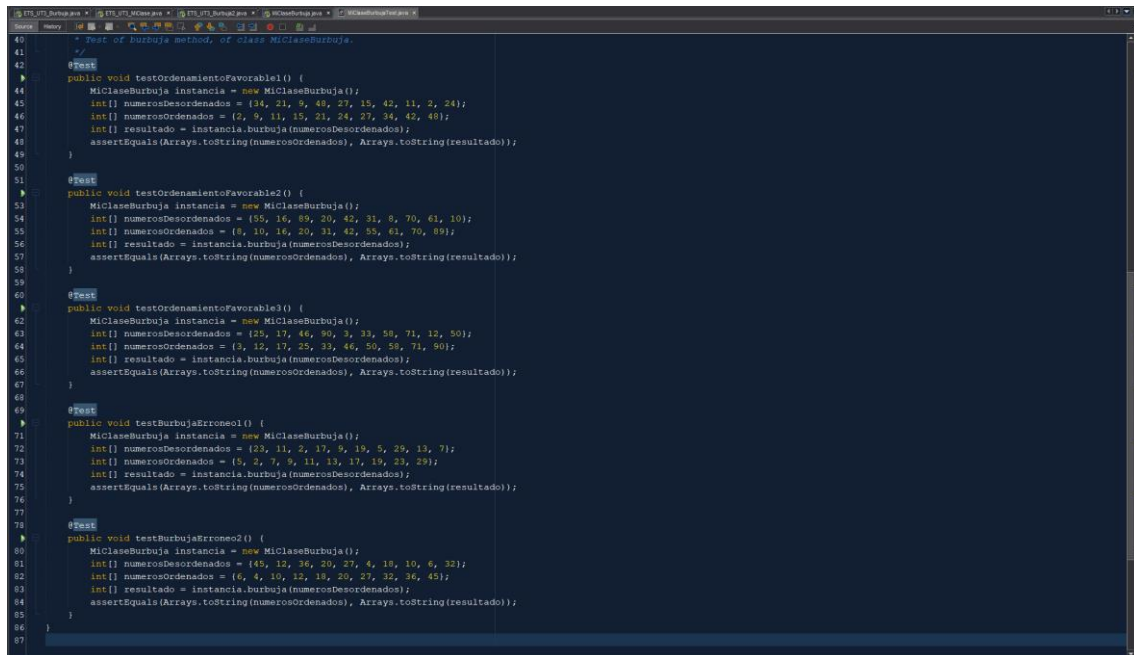 ETS_UT3_Burbuja.java ETS_UT3_MClase.java ETS_UT3_Burbuja2.java MiClaseBurbuja.java MiClaseBurbujaTest.java
Source History
40 * Test of burbuja method, of class MiClaseBurbuja.
41 */
42 @Test
public void testOrdenamientoFavorable1() {
44 MiClaseBurbuja instancia = new MiClaseBurbuja();
45 int[] numerosDesordenados = {34, 21, 9, 48, 27, 15, 42, 11, 2, 24};
46 int[] numerosOrdenados = {2, 9, 11, 15, 21, 24, 27, 34, 42, 48};
47 int[] resultado = instancia.burbuja(numerosDesordenados);
48 assertEquals(Arrays.toString(numerosOrdenados), Arrays.toString(resultado));
49 }
50
51 @Test
public void testOrdenamientoFavorable2() {
53 MiClaseBurbuja instancia = new MiClaseBurbuja();
54 int[] numerosDesordenados = {55, 16, 89, 20, 42, 31, 8, 70, 61, 10};
55 int[] numerosOrdenados = {8, 10, 16, 20, 31, 42, 55, 61, 70, 89};
56 int[] resultado = instancia.burbuja(numerosDesordenados);
57 assertEquals(Arrays.toString(numerosOrdenados), Arrays.toString(resultado));
58 }
59
60 @Test
public void testOrdenamientoFavorable3() {
62 MiClaseBurbuja instancia = new MiClaseBurbuja();
63 int[] numerosDesordenados = {25, 17, 46, 90, 3, 33, 58, 71, 12, 50};
64 int[] numerosOrdenados = {3, 12, 17, 25, 33, 46, 50, 58, 71, 90};
65 int[] resultado = instancia.burbuja(numerosDesordenados);
66 assertEquals(Arrays.toString(numerosOrdenados), Arrays.toString(resultado));
67 }
68
69 @Test
public void testBurbujaErroneo1() {
71 MiClaseBurbuja instancia = new MiClaseBurbuja();
72 int[] numerosDesordenados = {23, 11, 2, 17, 9, 19, 5, 29, 13, 7};
73 int[] numerosOrdenados = {5, 2, 7, 9, 11, 13, 17, 19, 23, 29};
74 int[] resultado = instancia.burbuja(numerosDesordenados);
75 assertEquals(Arrays.toString(numerosOrdenados), Arrays.toString(resultado));
76 }
77
78 @Test
public void testBurbujaErroneo2() {
80 MiClaseBurbuja instancia = new MiClaseBurbuja();
81 int[] numerosDesordenados = {45, 12, 36, 20, 27, 4, 18, 10, 6, 32};
82 int[] numerosOrdenados = {6, 4, 10, 12, 18, 20, 27, 32, 36, 45};
83 int[] resultado = instancia.burbuja(numerosDesordenados);
84 assertEquals(Arrays.toString(numerosOrdenados), Arrays.toString(resultado));
85 }
86 }
87